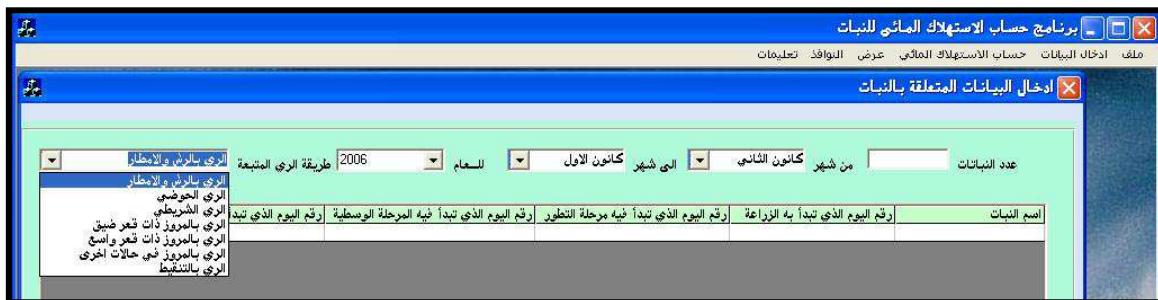 برنامج حساب الاستهلاك المائي للنبات
ملف ادخال البيانات حساب الاستهلاك المائي عرض النوافذ تعليمات
ادخال البيانات المتعلقة بالنبات
عدد النباتات من شهر كانون الثاني الى شهر كانون الاول للعام 2006 طريقة الري المتبعة الري بالرش والامطار
الري بالرش والامطار
الري الحوضي
الري الشريطي
الري بالمروز ذات قعر ضيق
الري بالمروز ذات قعر واسع
الري بالمروز في حالات اخرى
الري بالتنقيط
اسم النبات رقم اليوم الذي تبدأ به الزراعة رقم اليوم الذي تبدأ فيه مرحلة التطور رقم اليوم الذي تبدأ فيه المرحلة الوسطية رقم اليوم الذي تبدأ